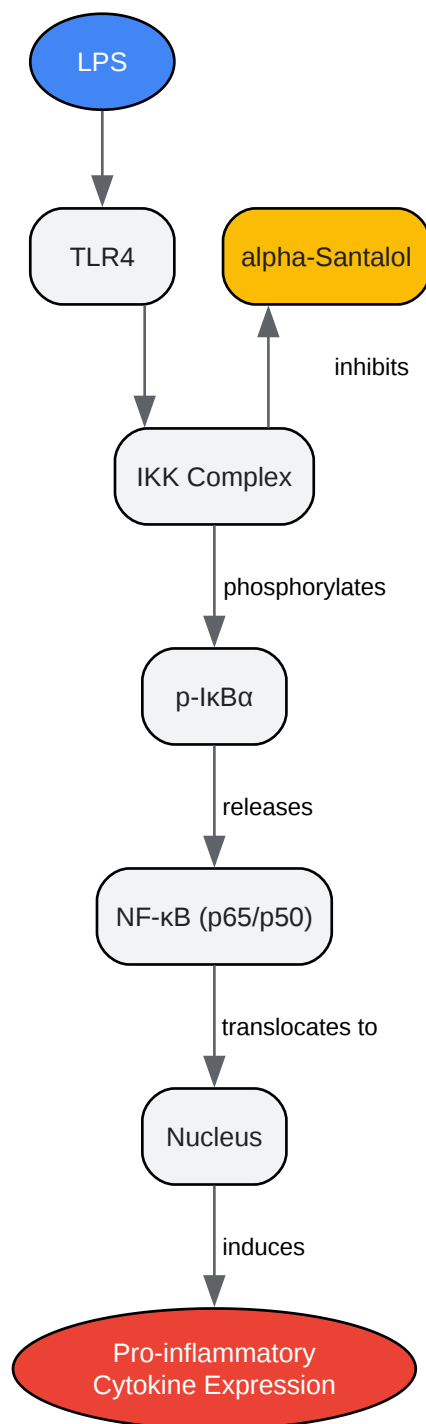 LPS
TLR4
alpha-Santalol
inhibits
IKK Complex
phosphorylates
p-IκBα
releases
NF-κB (p65/p50)
translocates to
Nucleus
induces
Pro-inflammatory
Cytokine Expression